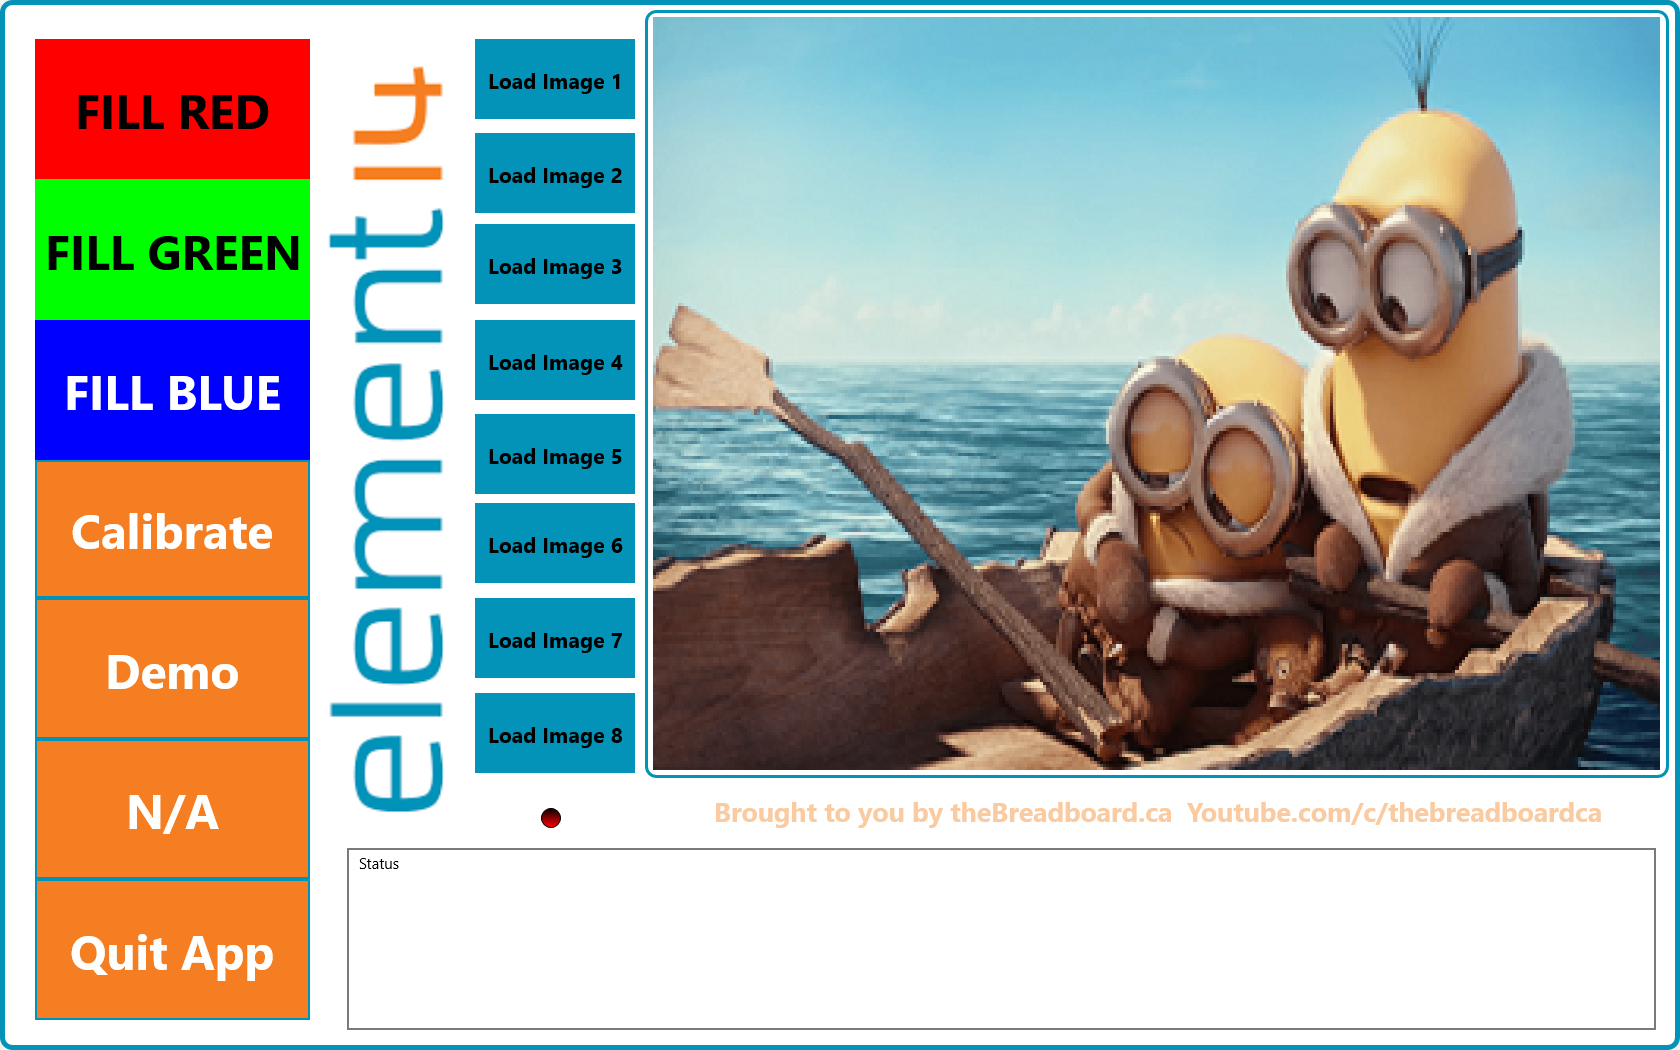 FILL RED
FILL GREEN
FILL BLUE
Calibrate
Demo
N/A
Quit App
element14
Load Image 1
Load Image 2
Load Image 3
Load Image 4
Load Image 5
Load Image 6
Load Image 7
Load Image 8
Brought to you by theBreadboard.ca  Youtube.com/c/thebreadboardca
Status